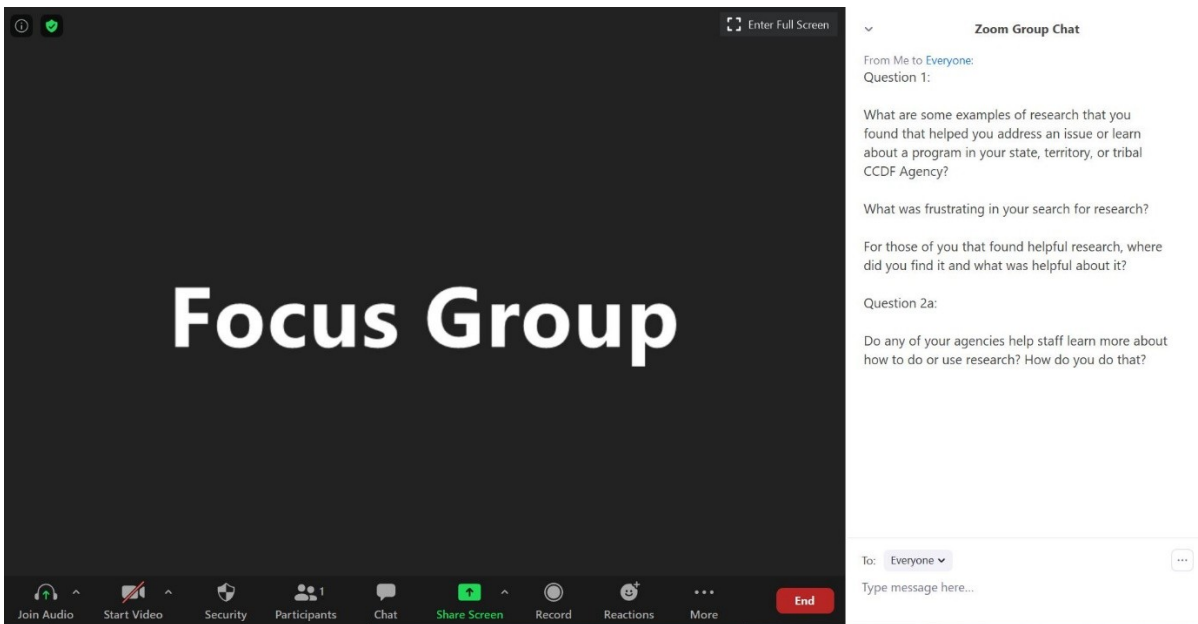 Enter Full Screen
Focus Group
Join Audio
Start Video
Security
Participants
1
Chat
Share Screen
Record
Reactions
More
End
Zoom Group Chat
From Me to Everyone:
Question 1:
What are some examples of research that you
found that helped you address an issue or learn
about a program in your state, territory, or tribal
CCDF Agency?
What was frustrating in your search for research?
For those of you that found helpful research, where
did you find it and what was helpful about it?
Question 2a:
Do any of your agencies help staff learn more about
how to do or use research? How do you do that?
To: Everyone
Type message here...